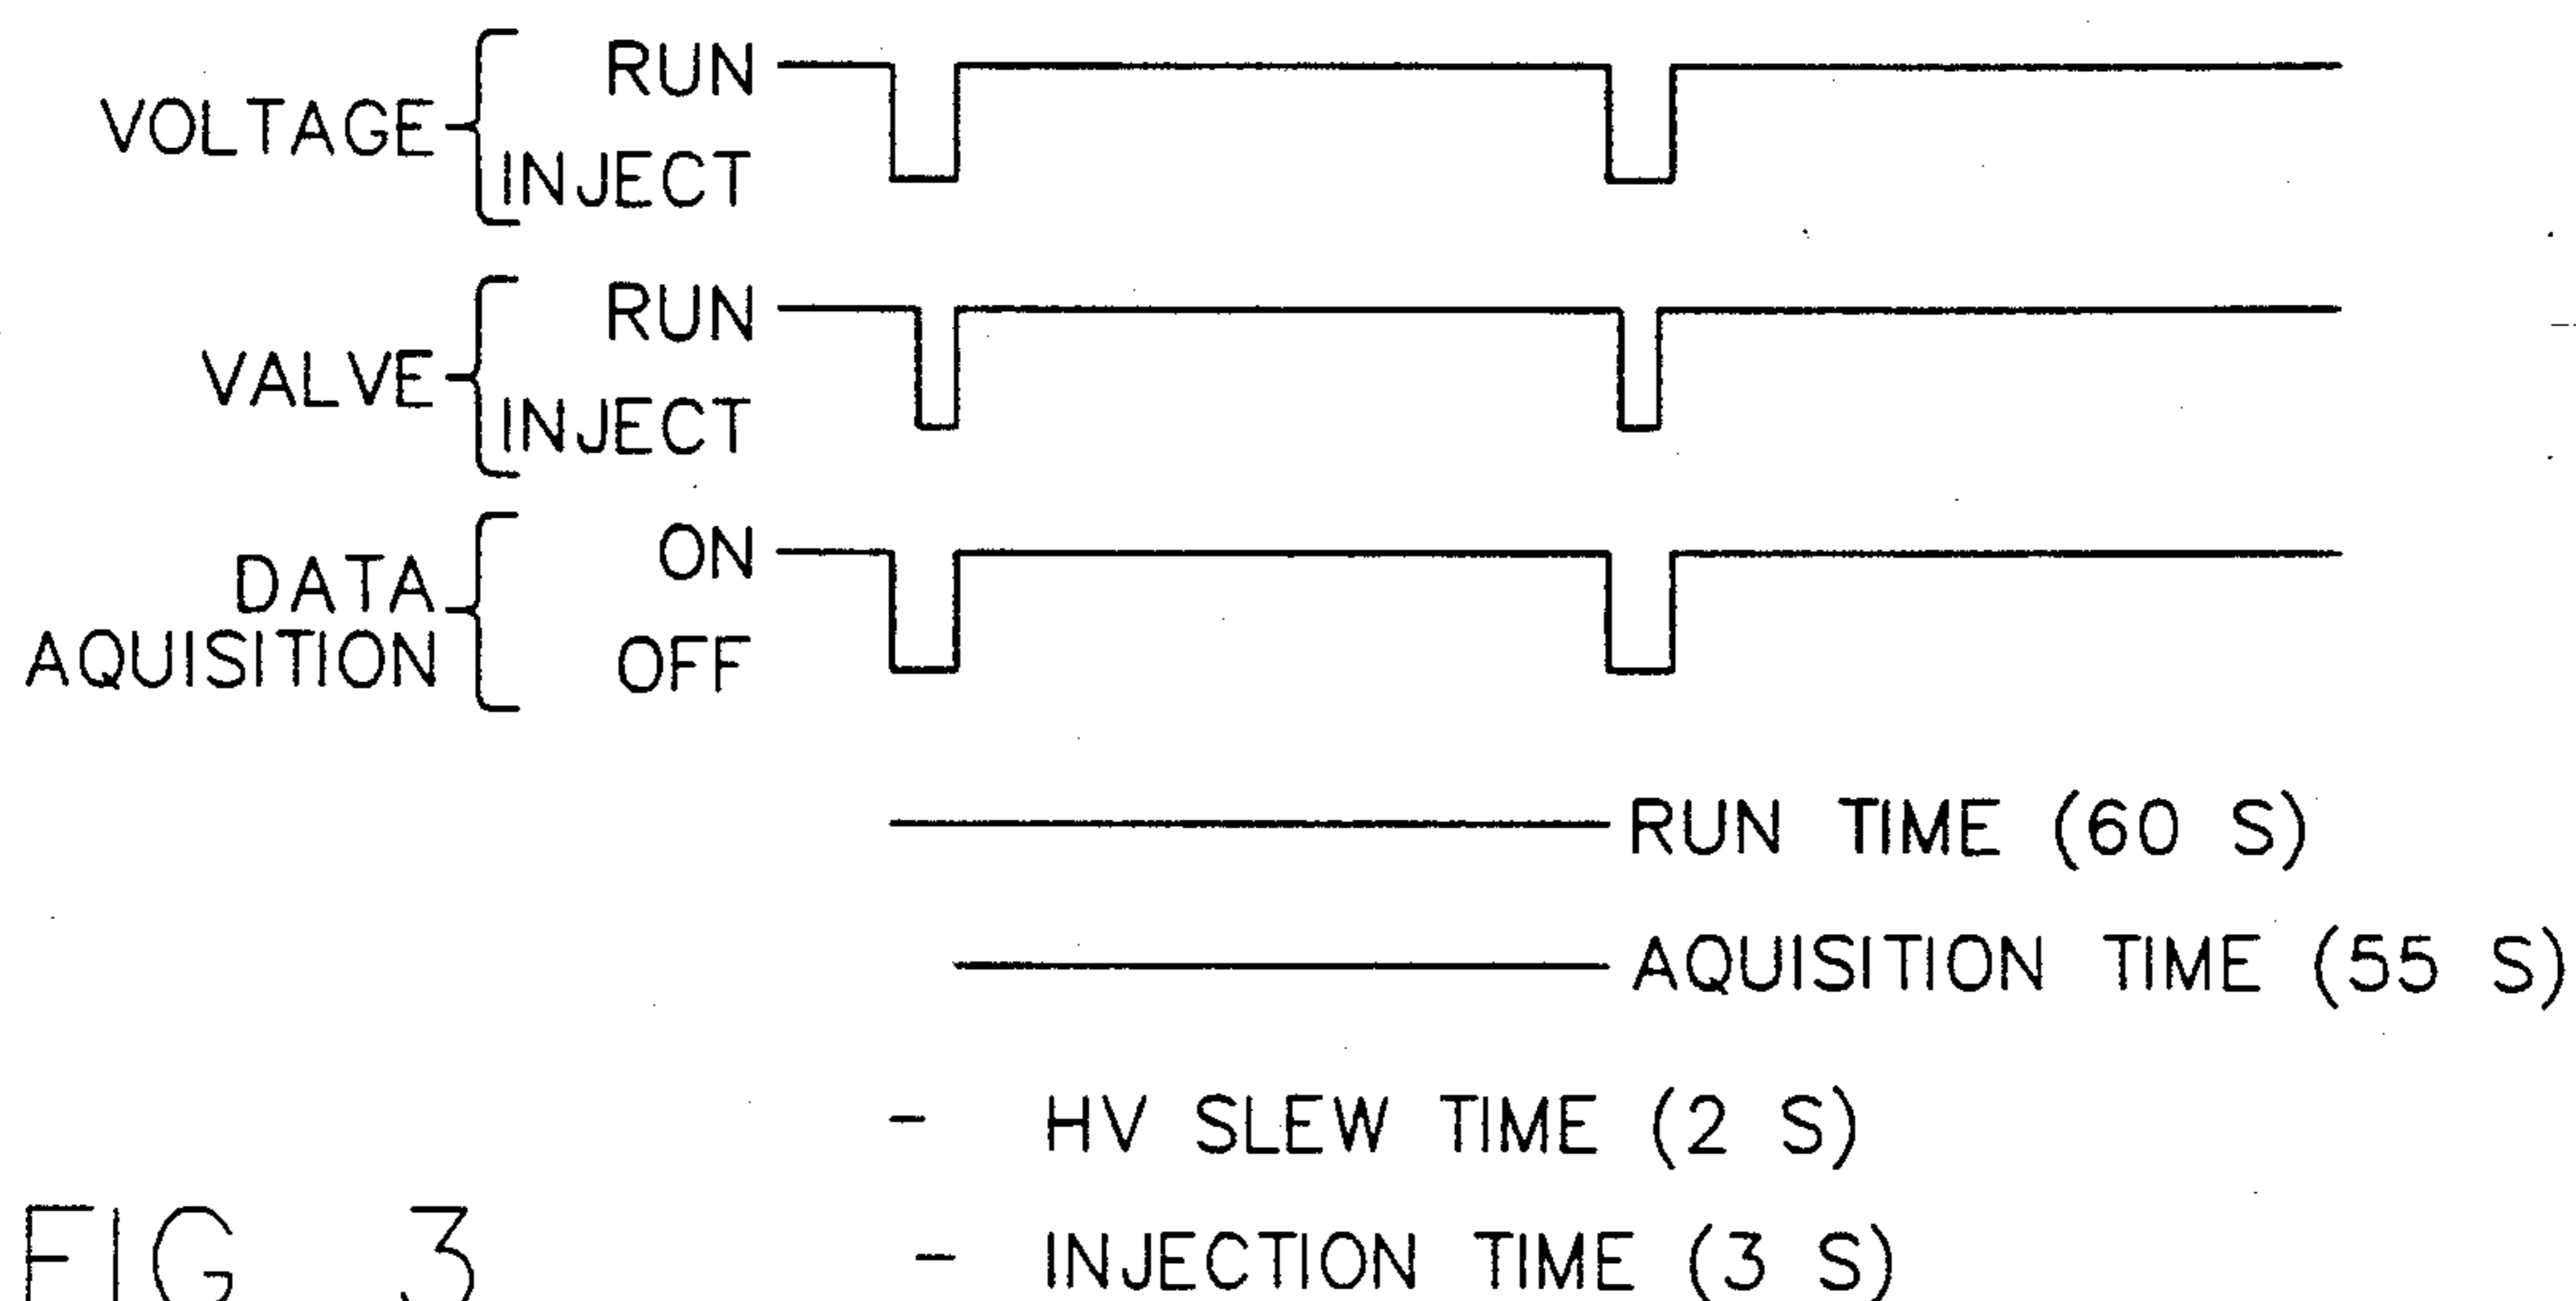 VOLTAGE
RUN
INJECT
VALVE
RUN
INJECT
DATA
AQUISITION
ON
OFF
RUN TIME (60 S)
AQUISITION TIME (55 S)
- HV SLEW TIME (2 S)
- INJECTION TIME (3 S)
FIG 3